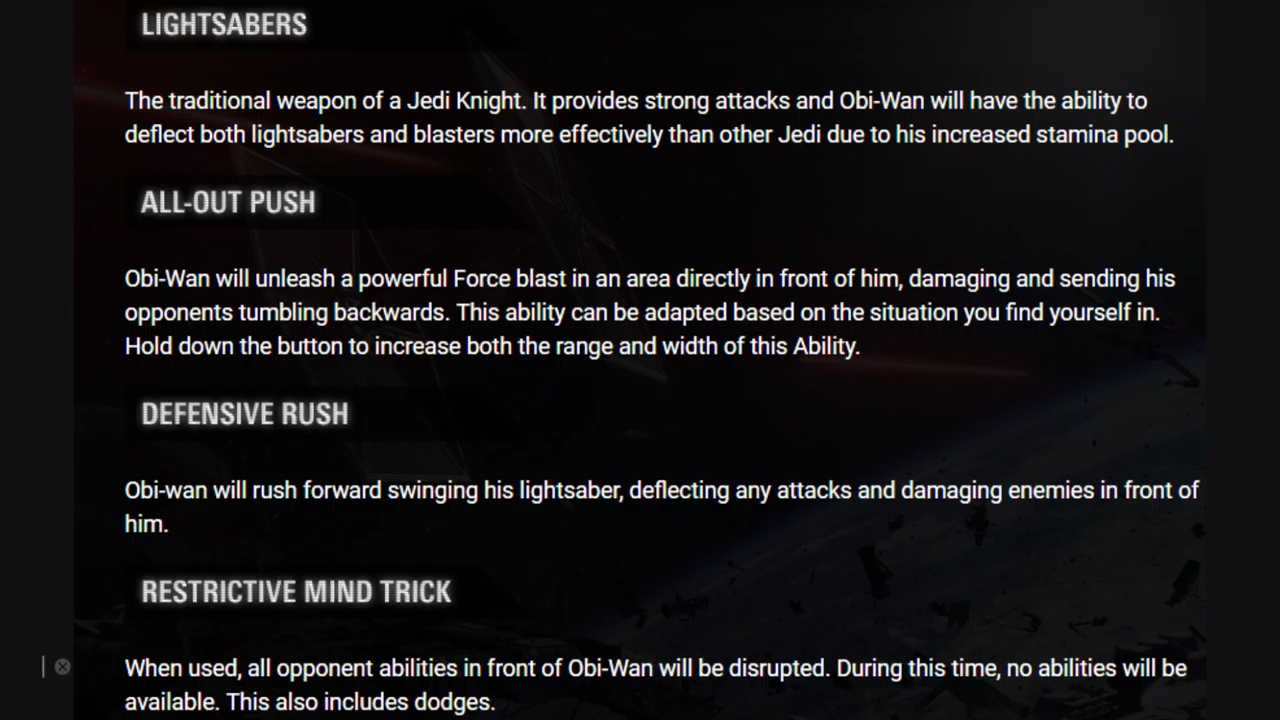 LIGHTSABERS
The traditional weapon of a Jedi Knight. It provides strong attacks and Obi-Wan will have the ability to
deflect both lightsabers and blasters more effectively than other Jedi due to his increased stamina pool.
ALL-OUT PUSH
Obi-Wan will unleash a powerful Force blast in an area directly in front of him, damaging and sending his
opponents tumbling backwards. This ability can be adapted based on the situation you find yourself in.
Hold down the button to increase both the range and width of this Ability.
DEFENSIVE RUSH
Obi-wan will rush forward swinging his lightsaber, deflecting any attacks and damaging enemies in front of
him.
RESTRICTIVE MIND TRICK
When used, all opponent abilities in front of Obi-Wan will be disrupted. During this time, no abilities will be
available. This also includes dodges.